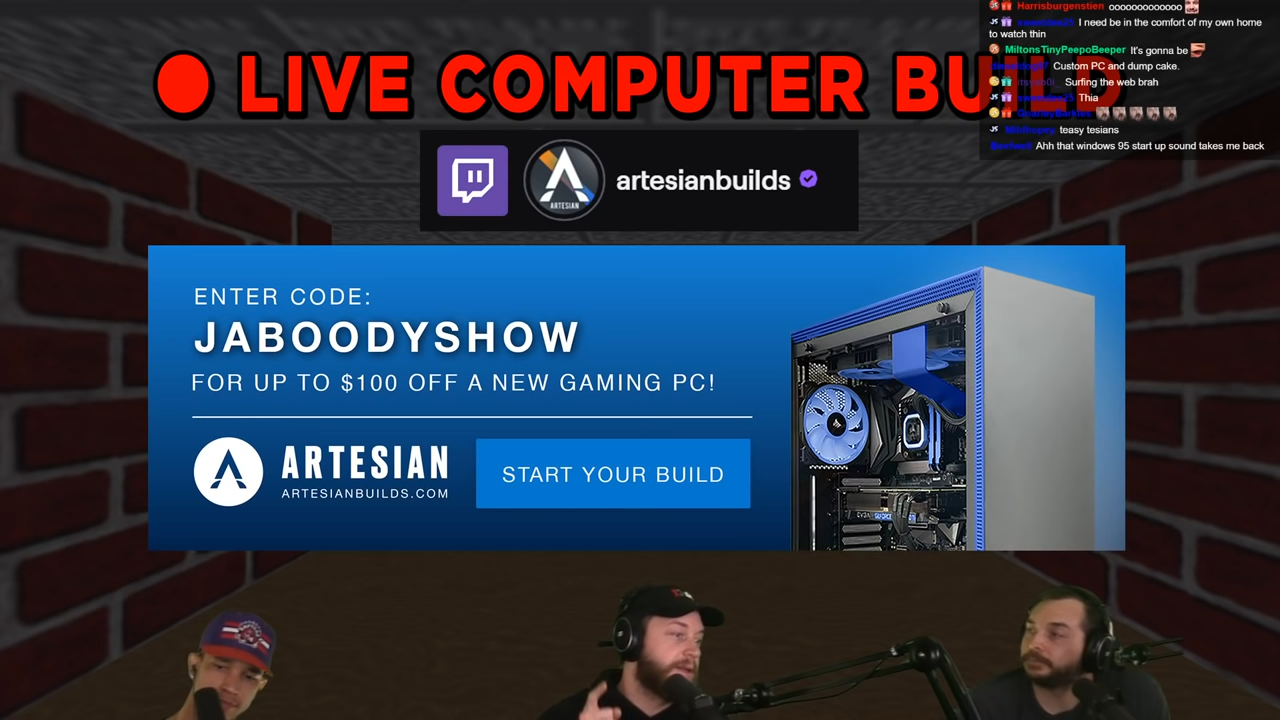 LIVE COMPUTER BU
artesianbuilds
ENTER CODE:
JABOODYSHOW
FOR UP TO $100 OFF A NEW GAMING PC!
ARTESIAN
ARTESIANBUILDS.COM
START YOUR BUILD
ARTESIAN
Harrisburgenstien oooooooooooooo
I need be in the comfort of my own home
to watch thin
MiltonsTinyPeepoBeeper It's gonna be
Custom PC and dump cake.
Surfing the web brah
Thia
teasy tesians
Ahh that windows 95 start up sound takes me back